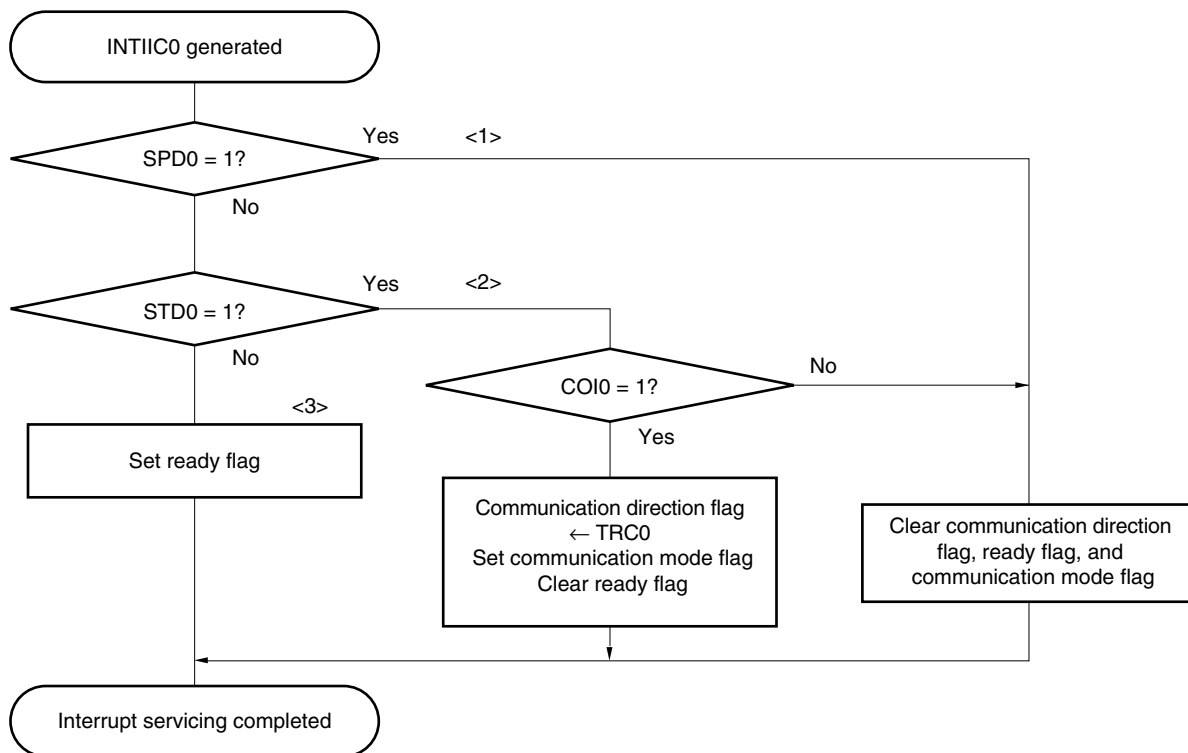 INTIIC0 generated
Yes
<1>
SPD0 = 1?
No
Yes
<2>
STD0 = 1?
No
COI0 = 1?
No
<3>
Yes
Set ready flag
Communication direction flag
← TRC0
Set communication mode flag
Clear ready flag
Clear communication direction
flag, ready flag, and
communication mode flag
Interrupt servicing completed